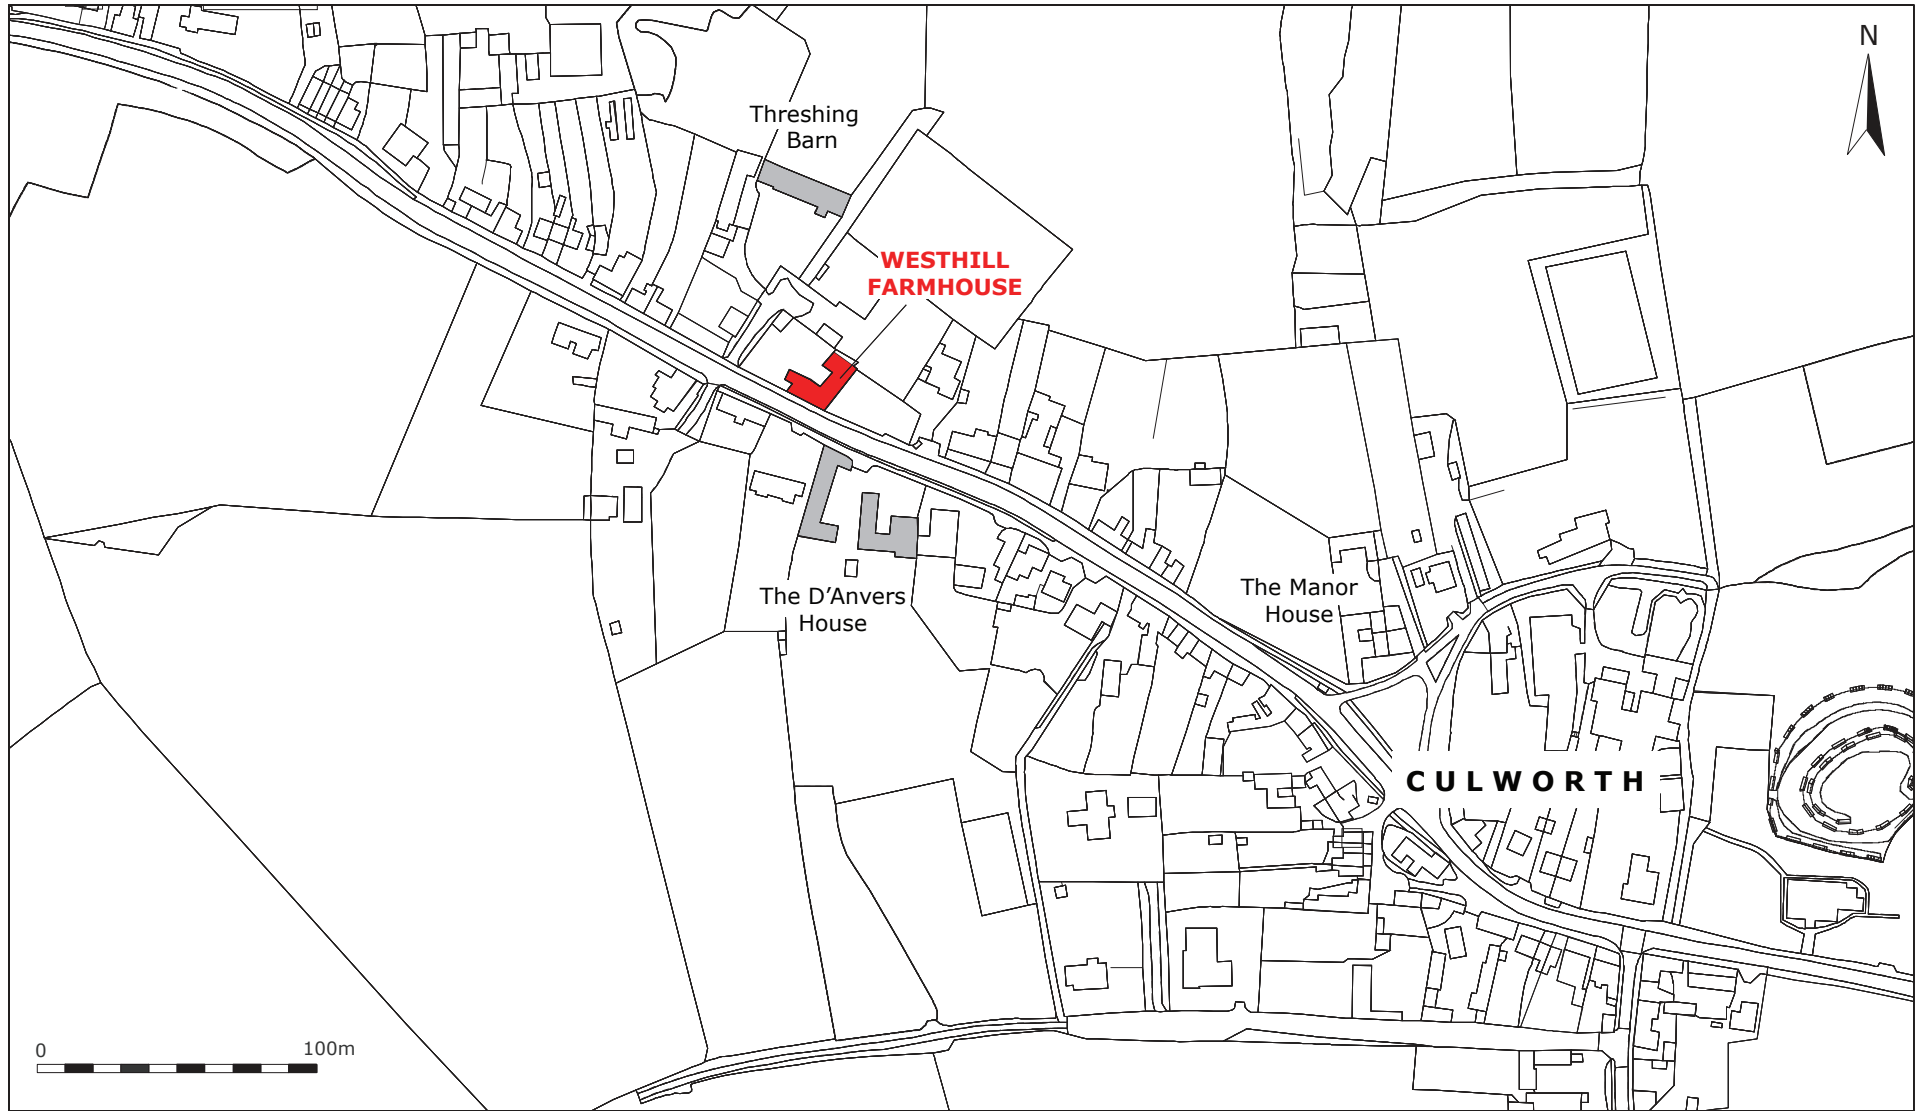 N
Threshing
Barn
WESTHILL
FARMHOUSE
The D’Anvers
House
The Manor
House
CULWORTH
0
100m